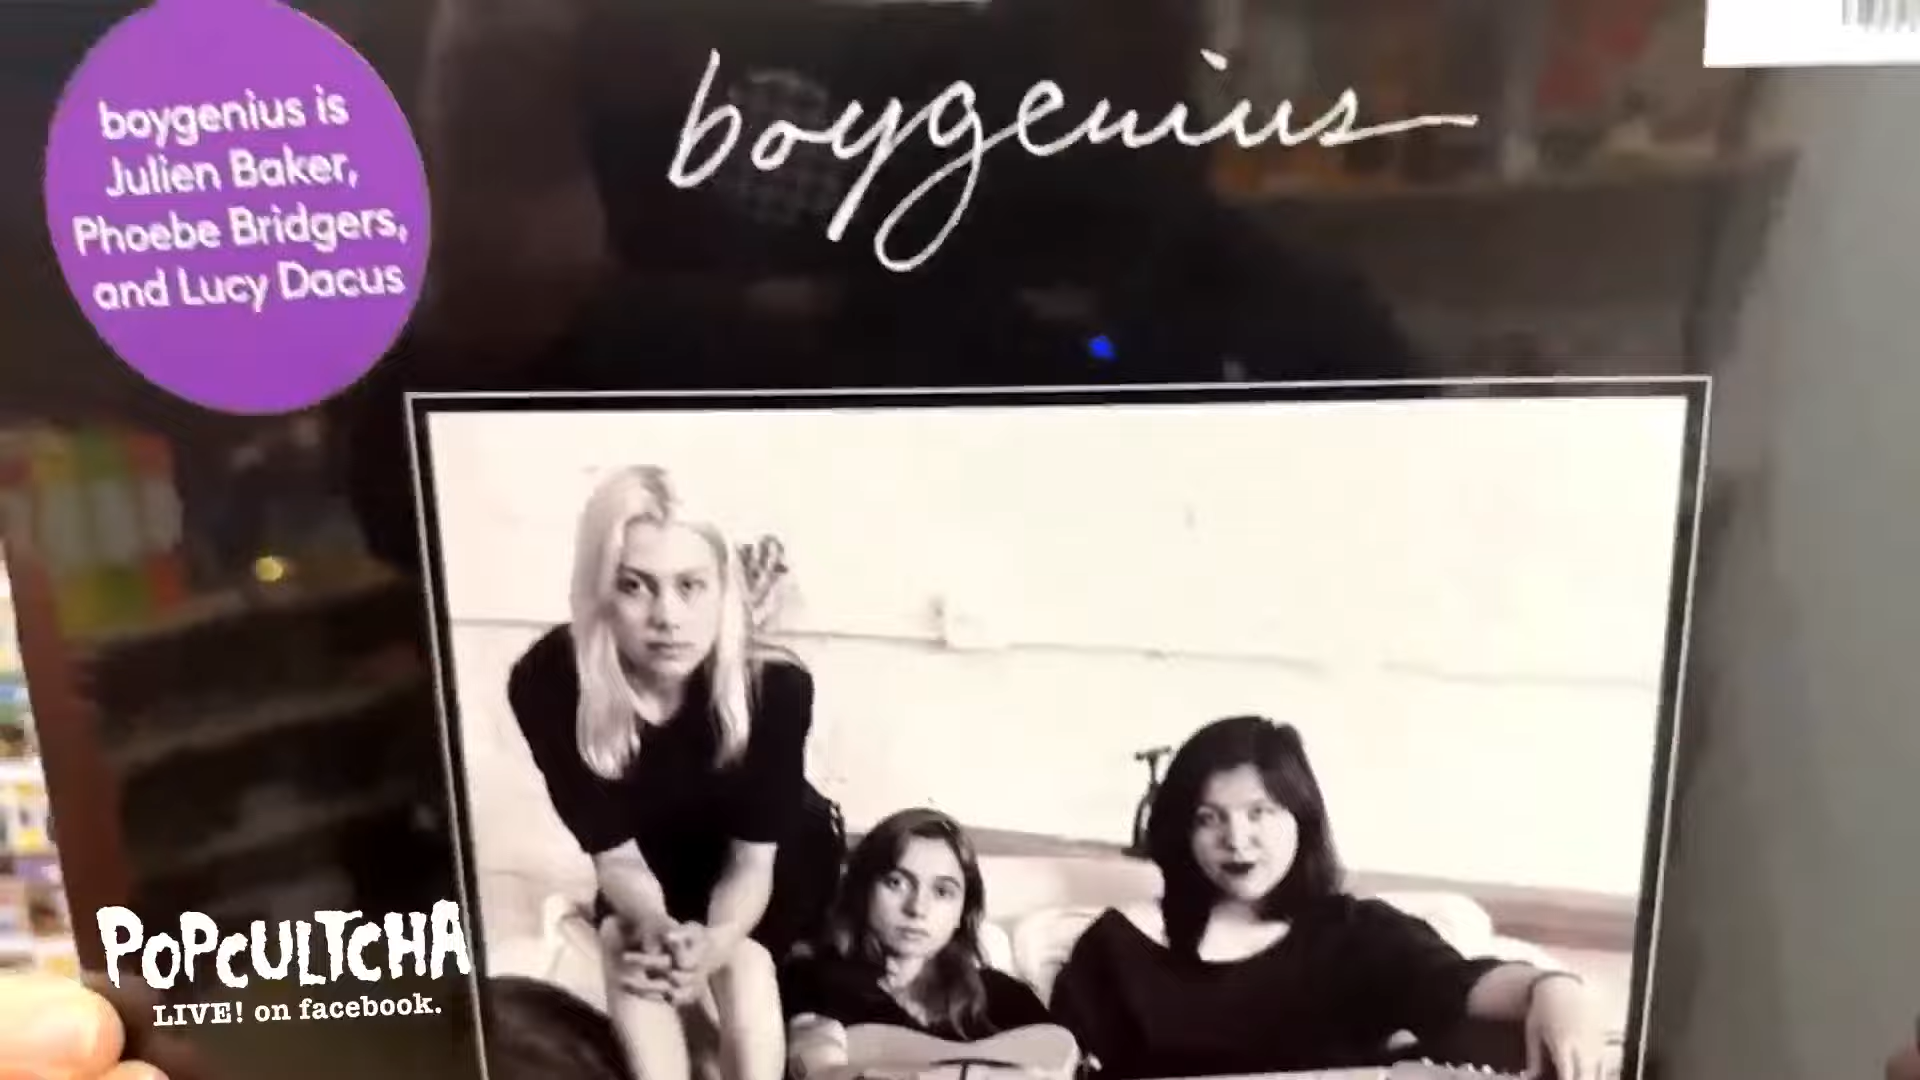 boygenius is
Julien Baker,
Phoebe Bridgers,
and Lucy Dacus
boygenius
POPCULTCHA
LIVE! on facebook.